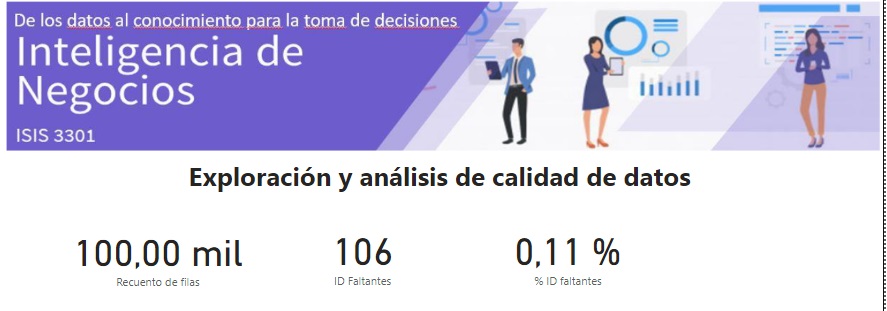 De los datos al conocimiento para la toma de decisiones
Inteligencia de
Negocios
ISIS 3301
Exploración y análisis de calidad de datos
100,00 mil
Recuento de filas
106
ID Faltantes
0,11 %
% ID faltantes